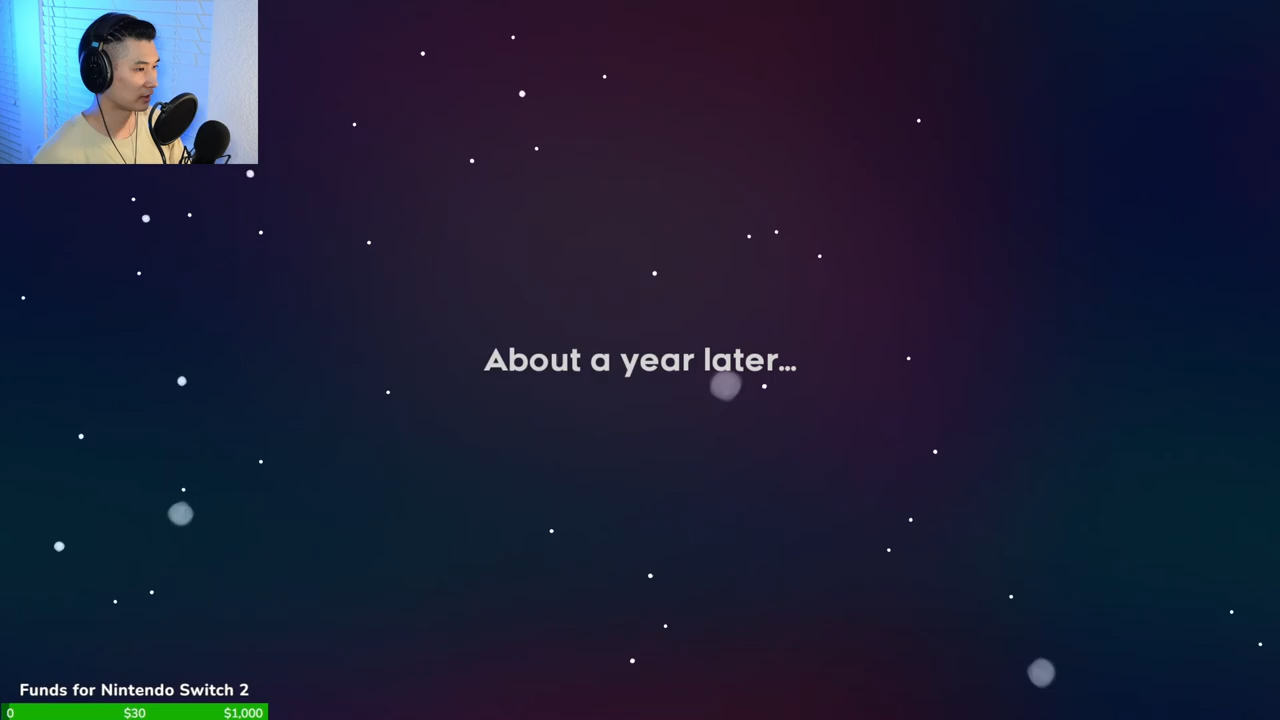 About a year later...
Funds for Nintendo Switch 2
0 $30 $1,000